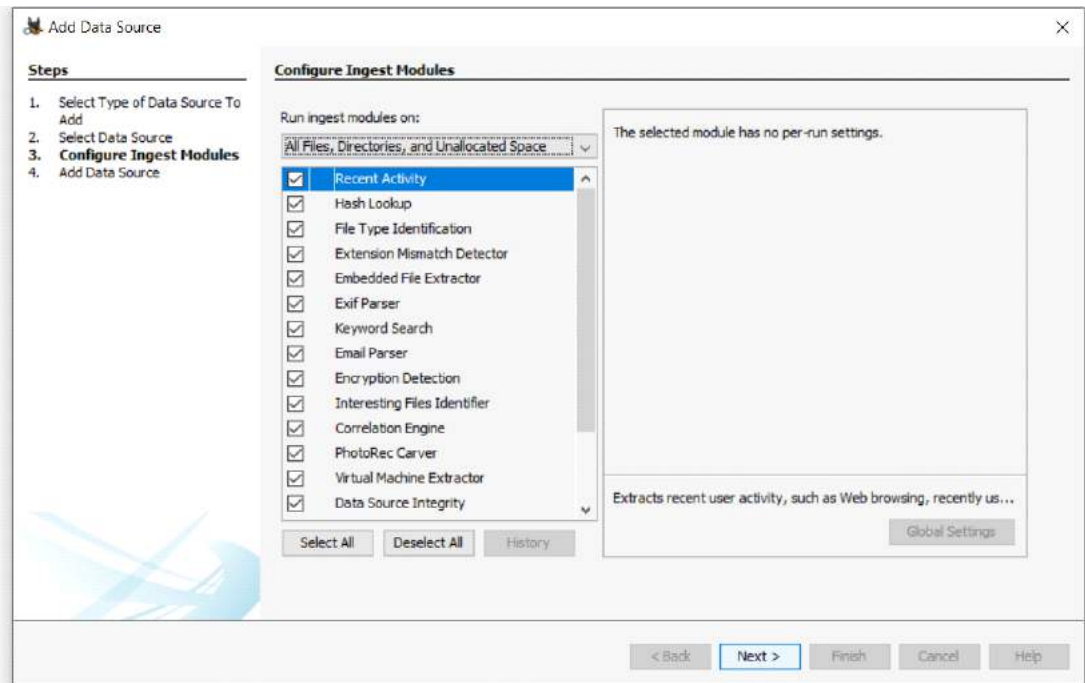 Add Data Source
Steps
1. Select Type of Data Source To
Add
2. Select Data Source
3. Configure Ingest Modules
4. Add Data Source
Configure Ingest Modules
Run ingest modules on:
All Files, Directories, and Unallocated Space
Recent Activity
Hash Lookup
File Type Identification
Extension Mismatch Detector
Embedded File Extractor
Exif Parser
Keyword Search
Email Parser
Encryption Detection
Interesting Files Identifier
Correlation Engine
PhotoRec Carver
Virtual Machine Extractor
Data Source Integrity
Select All Deselect All History
The selected module has no per-run settings.
Extracts recent user activity, such as Web browsing, recently us...
Global Settings
< Back Next > Finish Cancel Help